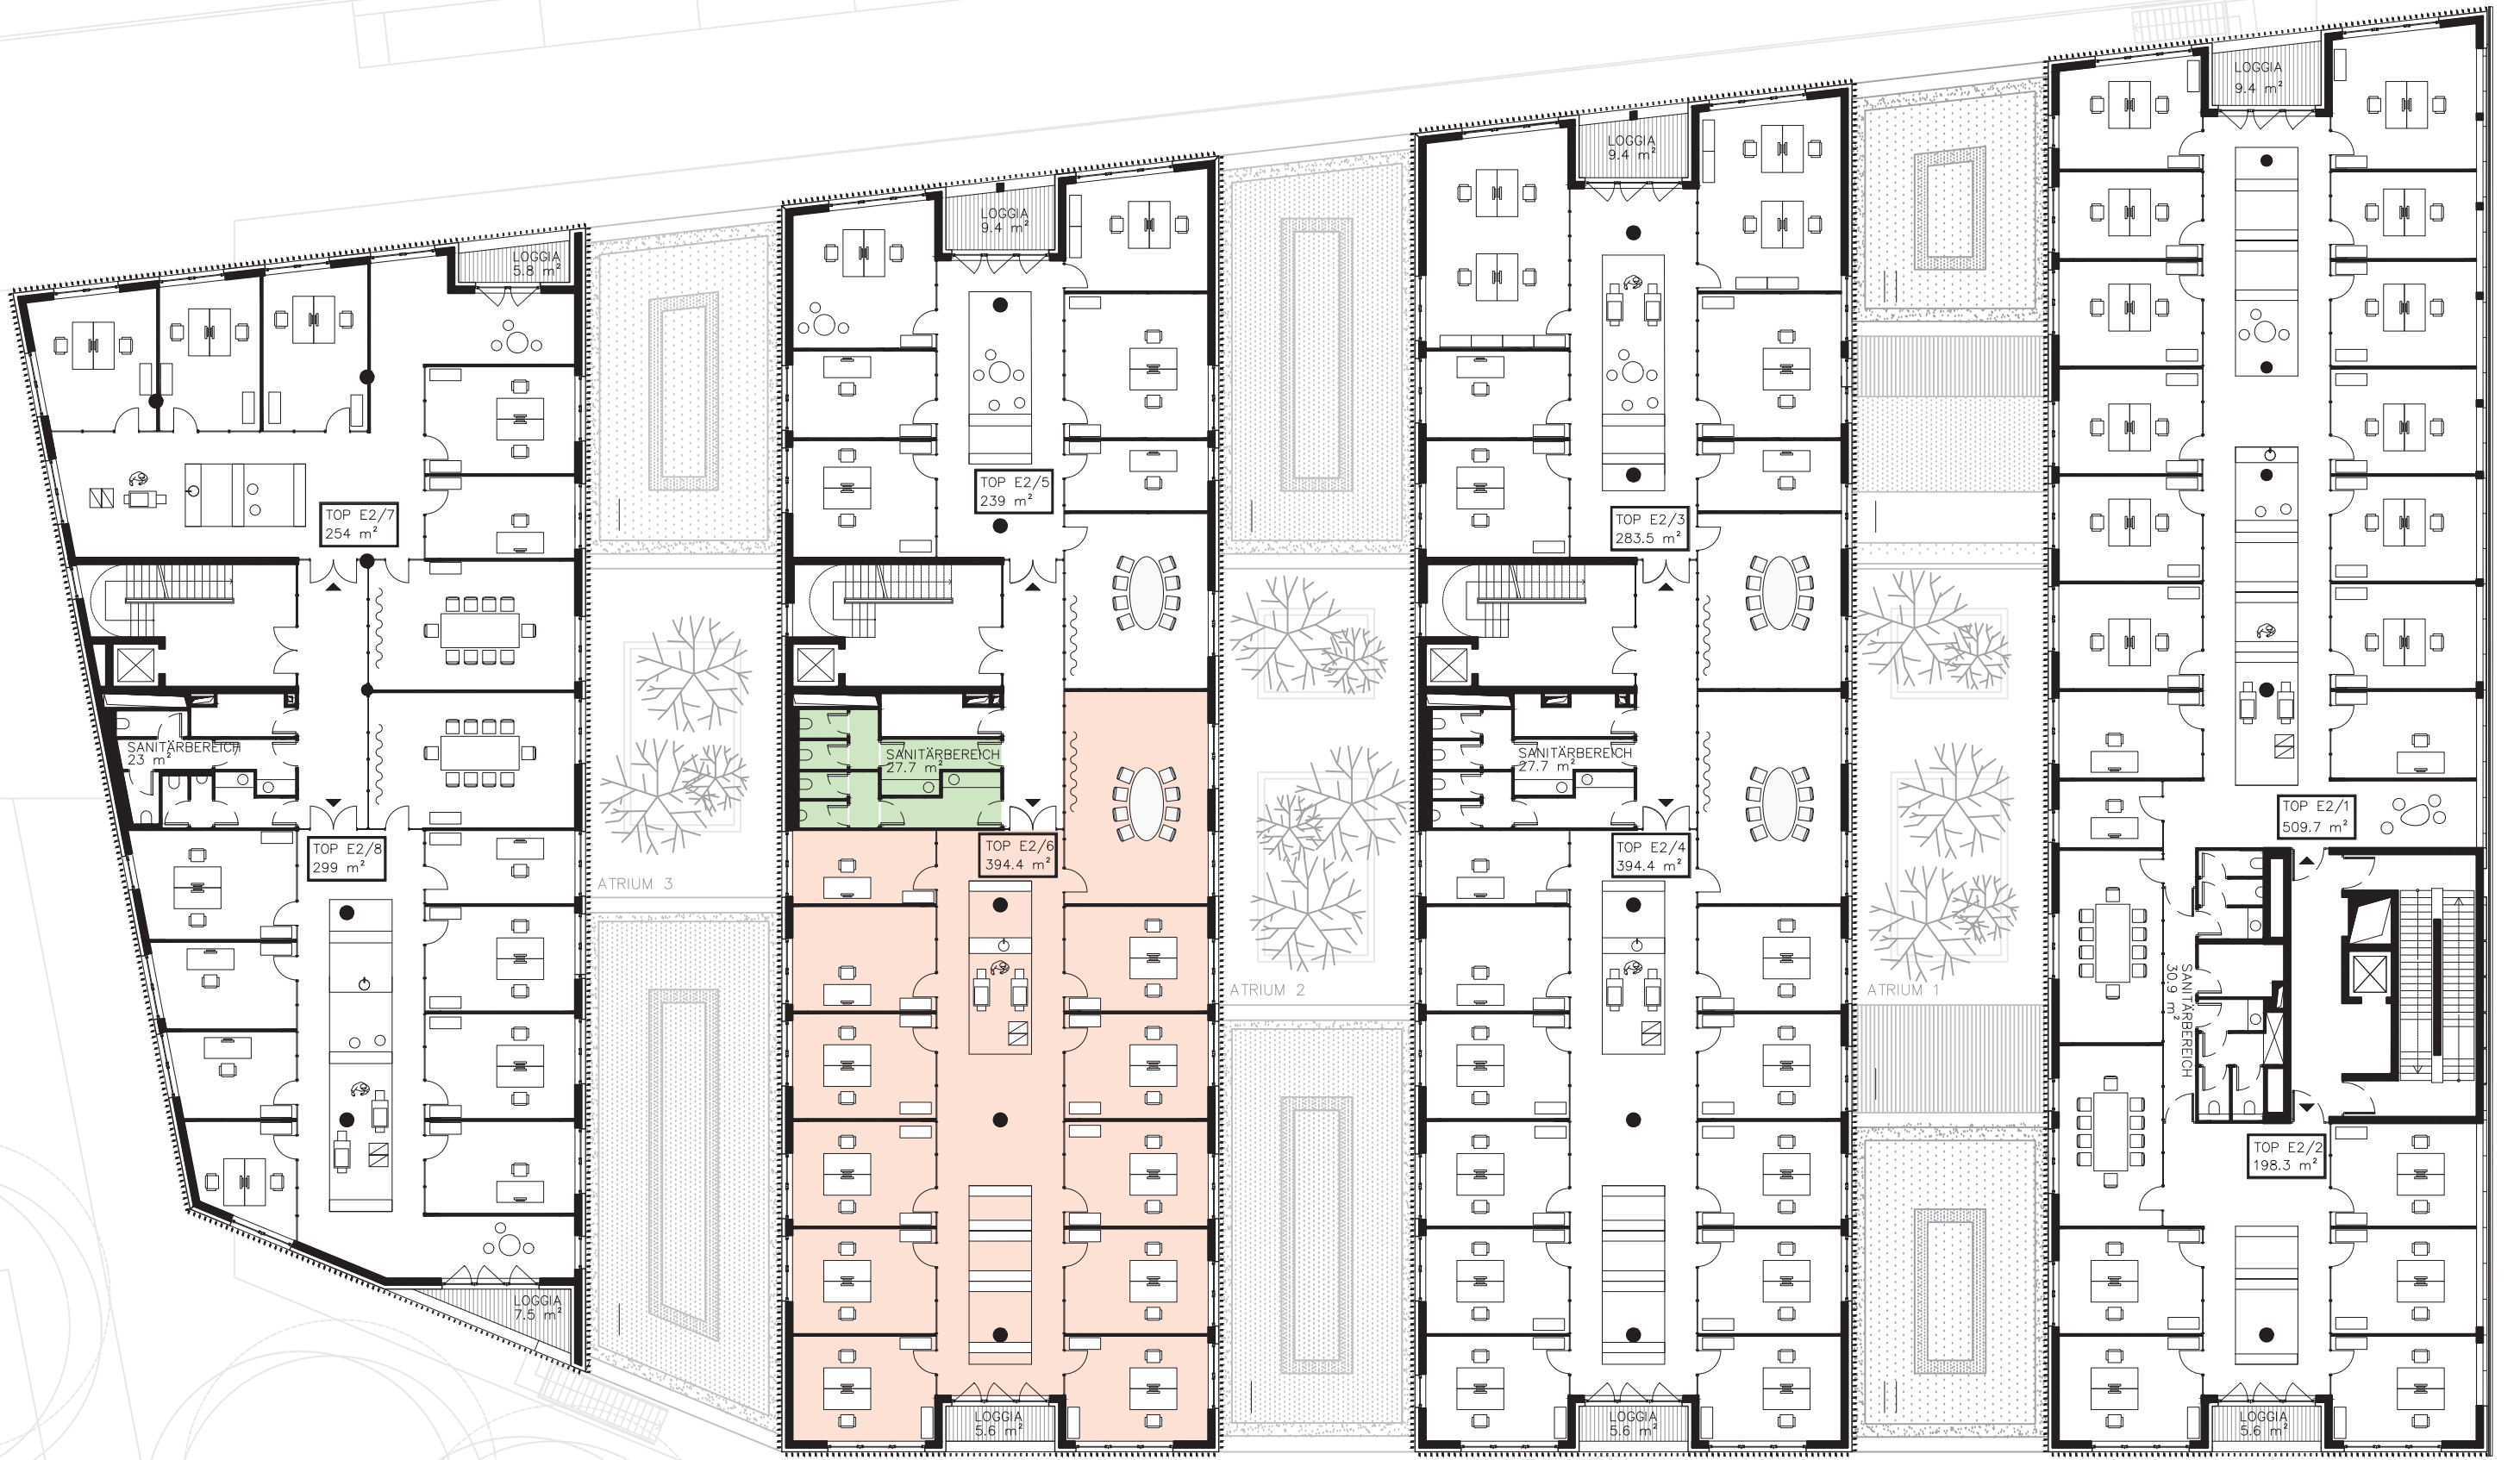 LOGGIA
9.4 m²
LOGGIA
9.4 m²
LOGGIA
9.4 m²
LOGGIA
5.8 m²
TOP E2/7
254 m²
TOP E2/5
239 m²
TOP E2/3
283.5 m²
SANITÄRBEREICH
23 m²
SANITÄRBEREICH
27.7 m²
SANITÄRBEREICH
27.7 m²
TOP E2/1
509.7 m²
TOP E2/8
299 m²
TOP E2/6
394.4 m²
TOP E2/4
394.4 m²
ATRIUM 3
ATRIUM 2
ATRIUM 1
SANITÄRBEREICH
30.9 m²
TOP E2/2
198.3 m²
LOGGIA
7.5 m²
LOGGIA
5.6 m²
LOGGIA
5.6 m²
LOGGIA
5.6 m²